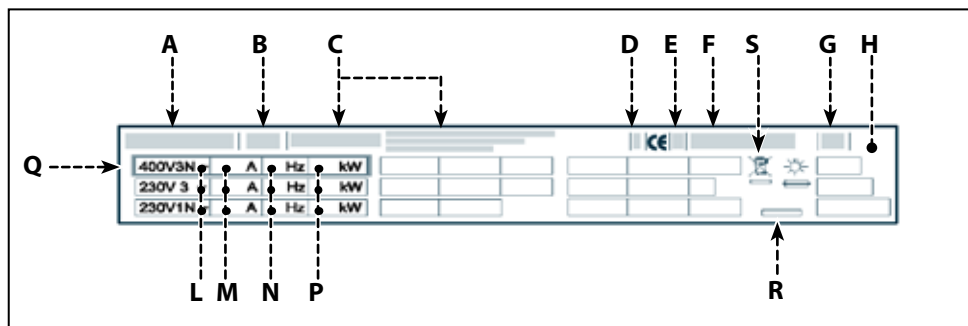 A B C D E F S G H
CE
Q 400V3N~ A Hz kW
230V 3 A Hz kW
230V1N~ A Hz kW
L M N P R